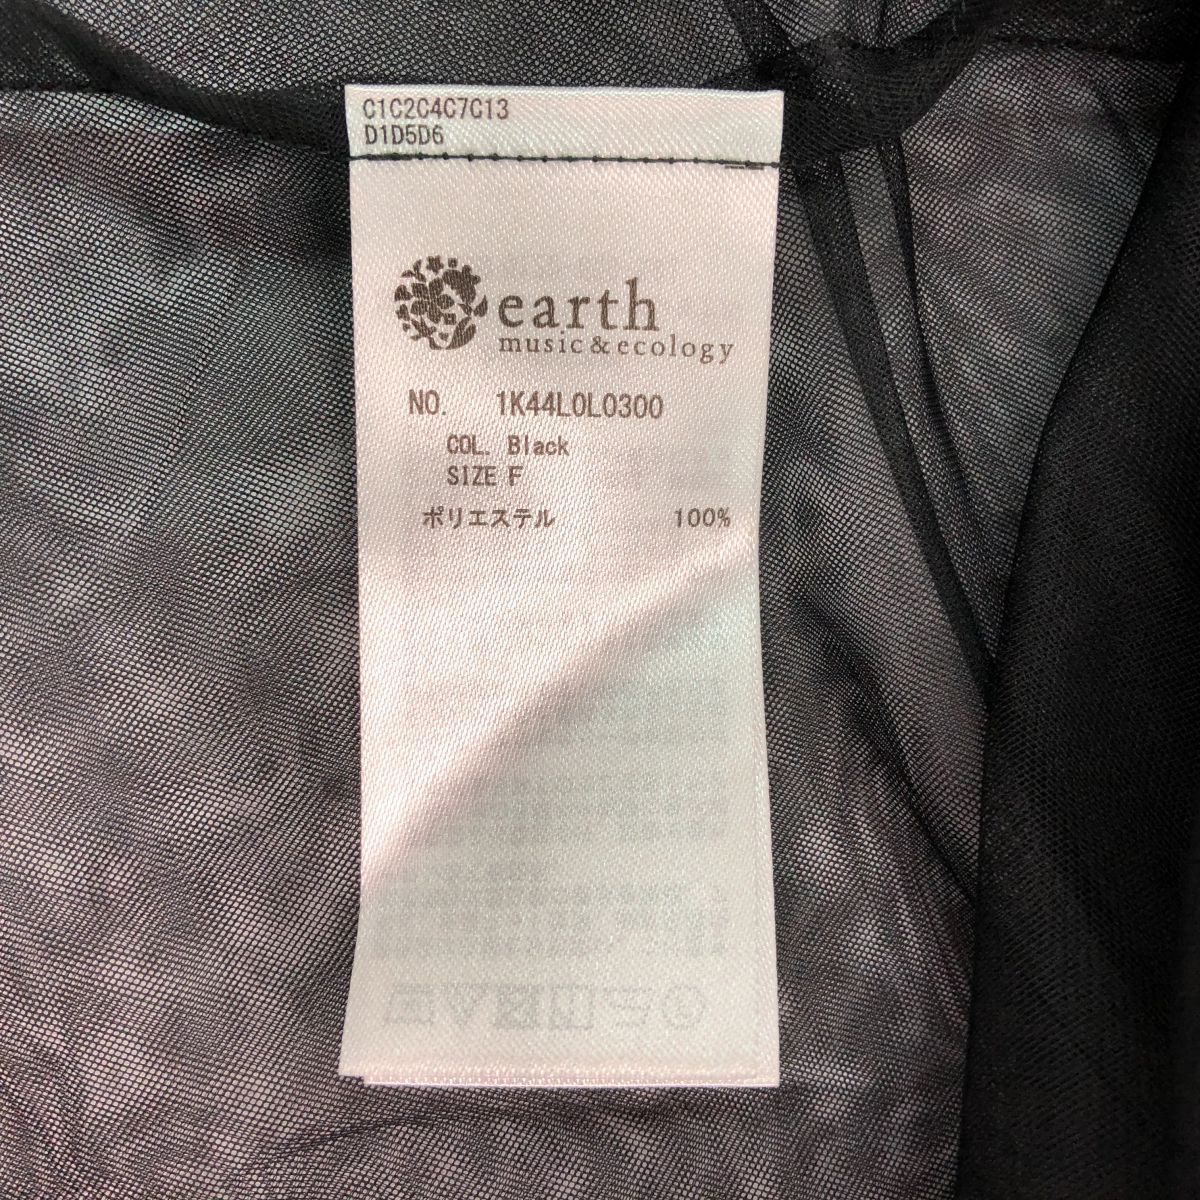 C1C2C4C7C13
D1D5D6
earth
music&ecology
NO. 1K44L0L0300
COL. Black
SIZE F
ポリエステル 100%